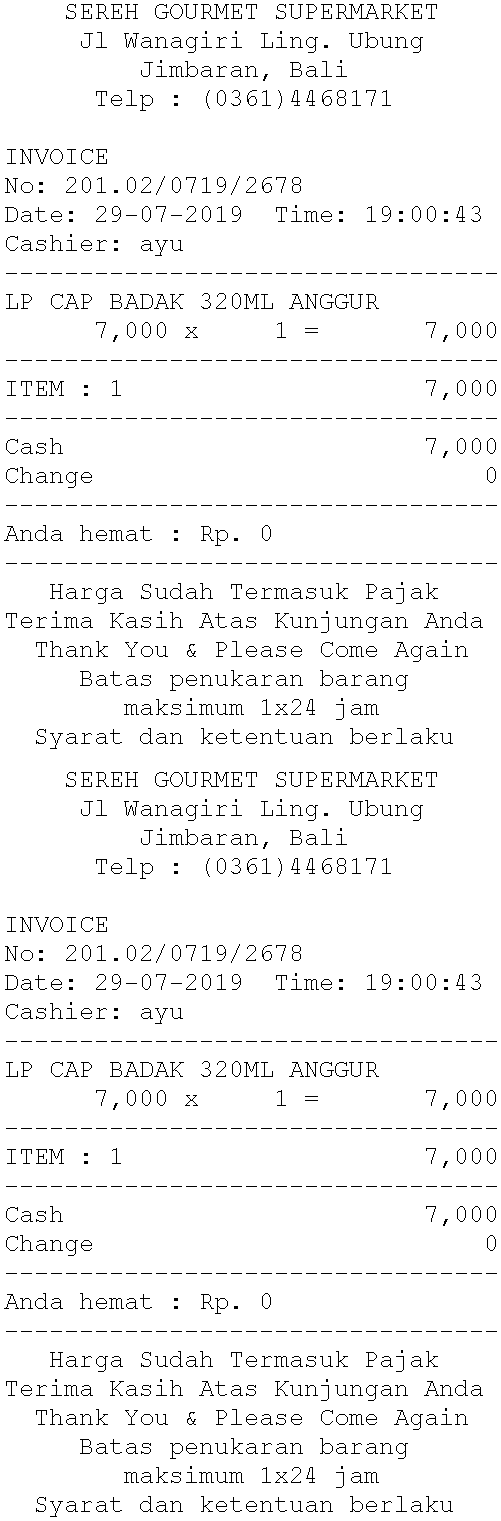 SEREH GOURMET SUPERMARKET
Jl Wanagiri Ling. Ubung
Jimbaran, Bali
Telp : (0361)4468171
INVOICE
No: 201.02/0719/2678
Date: 29-07-2019 Time: 19:00:43
Cashier: ayu
---------------------------------
LP CAP BADAK 320ML ANGGUR
7,000 x 1 = 7,000
---------------------------------
ITEM : 1 7,000
---------------------------------
Cash 7,000
Change 0
---------------------------------
Anda hemat : Rp. 0
---------------------------------
Harga Sudah Termasuk Pajak
Terima Kasih Atas Kunjungan Anda
Thank You & Please Come Again
Batas penukaran barang
maksimum 1x24 jam
Syarat dan ketentuan berlaku
SEREH GOURMET SUPERMARKET
Jl Wanagiri Ling. Ubung
Jimbaran, Bali
Telp : (0361)4468171
INVOICE
No: 201.02/0719/2678
Date: 29-07-2019 Time: 19:00:43
Cashier: ayu
---------------------------------
LP CAP BADAK 320ML ANGGUR
7,000 x 1 = 7,000
---------------------------------
ITEM : 1 7,000
---------------------------------
Cash 7,000
Change 0
---------------------------------
Anda hemat : Rp. 0
---------------------------------
Harga Sudah Termasuk Pajak
Terima Kasih Atas Kunjungan Anda
Thank You & Please Come Again
Batas penukaran barang
maksimum 1x24 jam
Syarat dan ketentuan berlaku